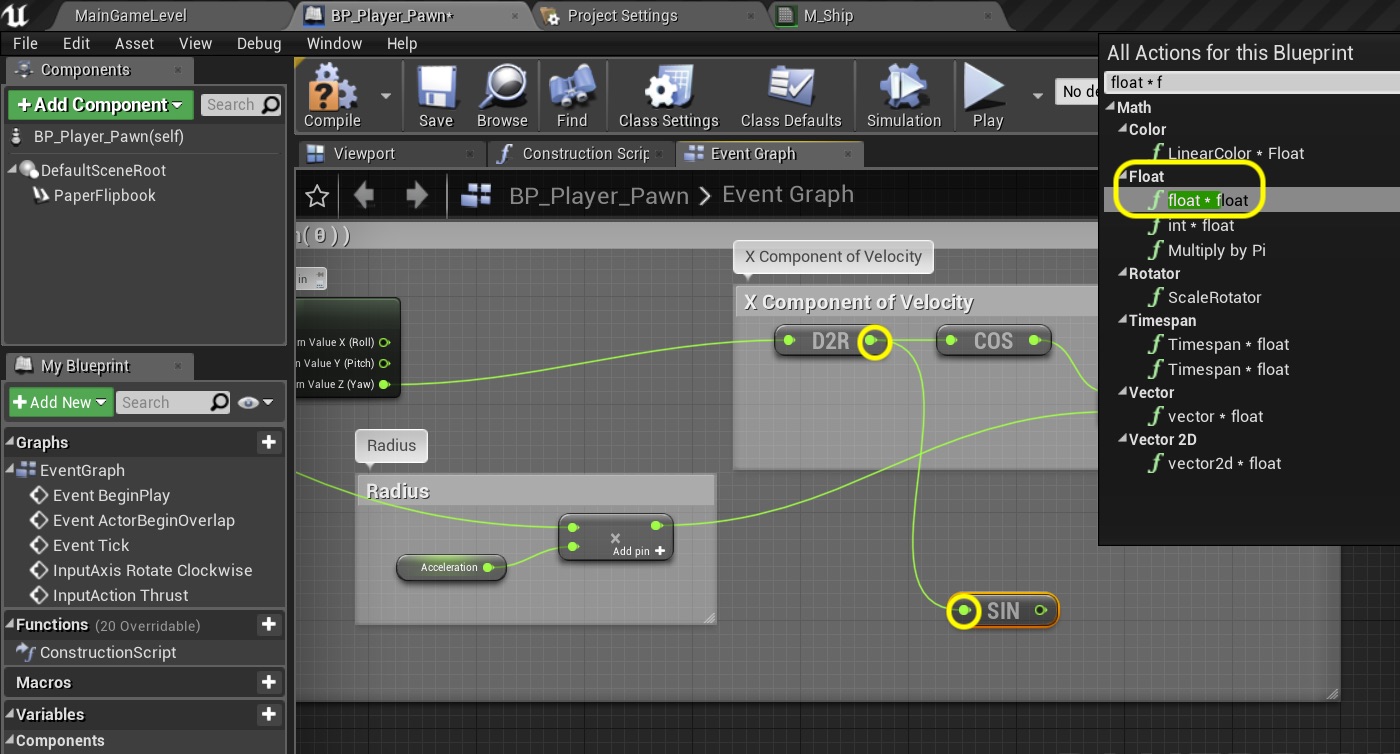 MainGameLevel
BP_Player_Pawn*
Project Settings
M_Ship
File Edit Asset View Debug Window Help
Components
+Add Component
Search
BP_Player_Pawn(self)
DefaultSceneRoot
PaperFlipbook
My Blueprint
+Add New
Search
Graphs
EventGraph
Event BeginPlay
Event ActorBeginOverlap
Event Tick
InputAxis Rotate Clockwise
InputAction Thrust
Functions (20 Overridable)
ConstructionScript
Macros
Variables
Components
Compile
Save
Browse
Find
Class Settings
Class Defaults
Simulation
Play
No de
Viewport
Construction Scrip
Event Graph
BP_Player_Pawn > Event Graph
n(θ))
in
rn Value X (Roll)
n Value Y (Pitch)
m Value Z (Yaw)
X Component of Velocity
X Component of Velocity
D2R
COS
Radius
Radius
Acceleration
×
Add pin +
SIN
All Actions for this Blueprint
float * f
Math
Color
LinearColor * Float
Float
float * float
int * float
Multiply by Pi
Rotator
ScaleRotator
Timespan
Timespan * float
Timespan * float
Vector
vector * float
Vector 2D
vector2d * float